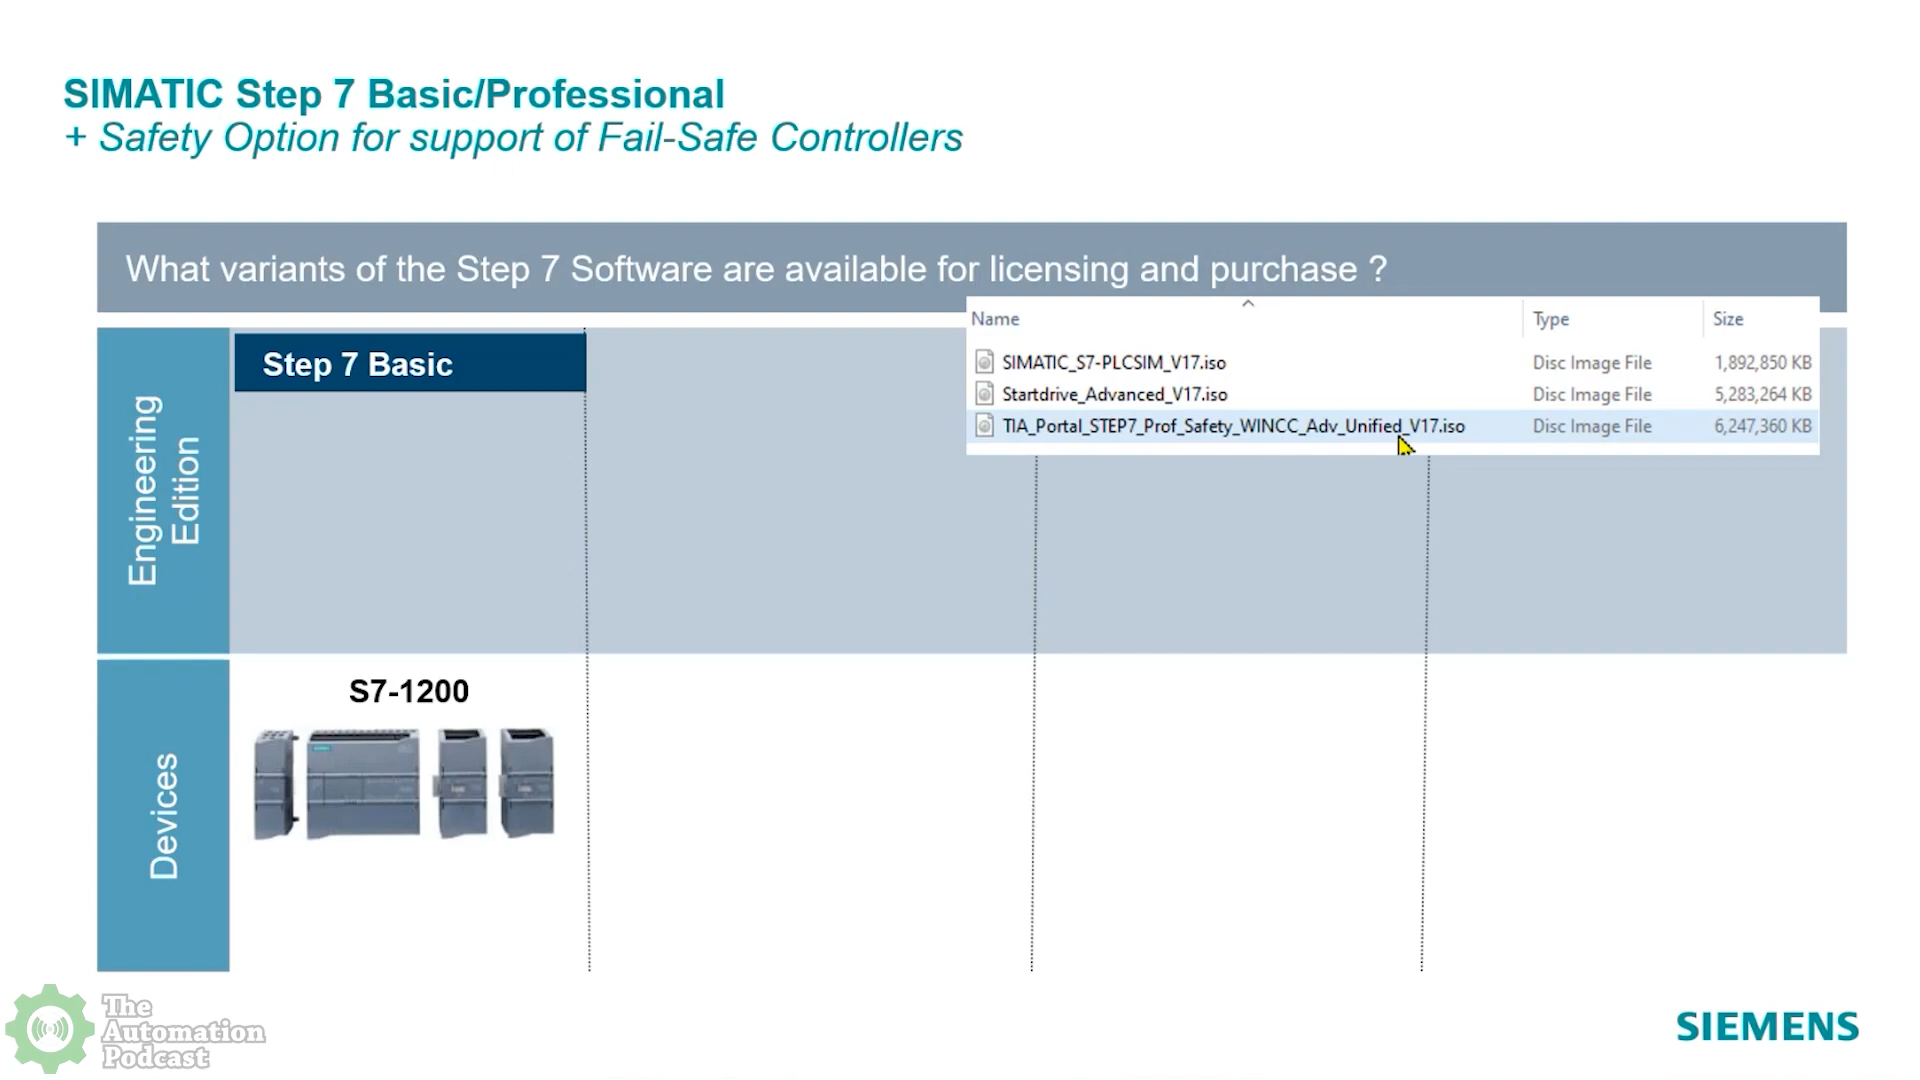 SIMATIC Step 7 Basic/Professional
+ Safety Option for support of Fail-Safe Controllers
What variants of the Step 7 Software are available for licensing and purchase ?
Name Type Size
SIMATIC_S7-PLCSIM_V17.iso Disc Image File 1,892,850 KB
Startdrive_Advanced_V17.iso Disc Image File 5,283,264 KB
TIA_Portal_STEP7_Prof_Safety_WINCC_Adv_Unified_V17.iso Disc Image File 6,247,360 KB
Engineering
Edition
Step 7 Basic
Devices
S7-1200
The
Automation
Podcast
SIEMENS